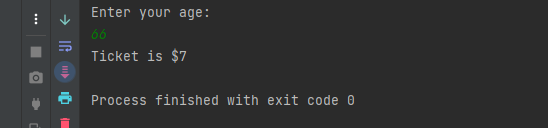 Enter your age:
66
Ticket is $7
Process finished with exit code 0